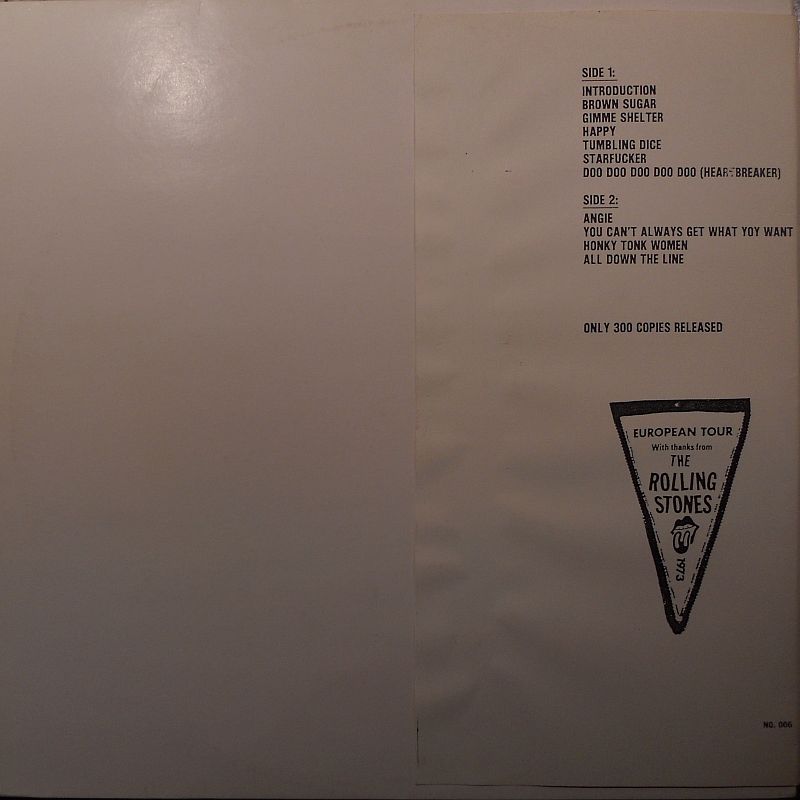 SIDE 1:
INTRODUCTION
BROWN SUGAR
GIMME SHELTER
HAPPY
TUMBLING DICE
STARFUCKER
DOO DOO DOO DOO DOO (HEARTBREAKER)
SIDE 2:
ANGIE
YOU CAN'T ALWAYS GET WHAT YOY WANT
HONKY TONK WOMEN
ALL DOWN THE LINE
ONLY 300 COPIES RELEASED
EUROPEAN TOUR
With thanks from
THE
ROLLING
STONES
1973
NO. 006